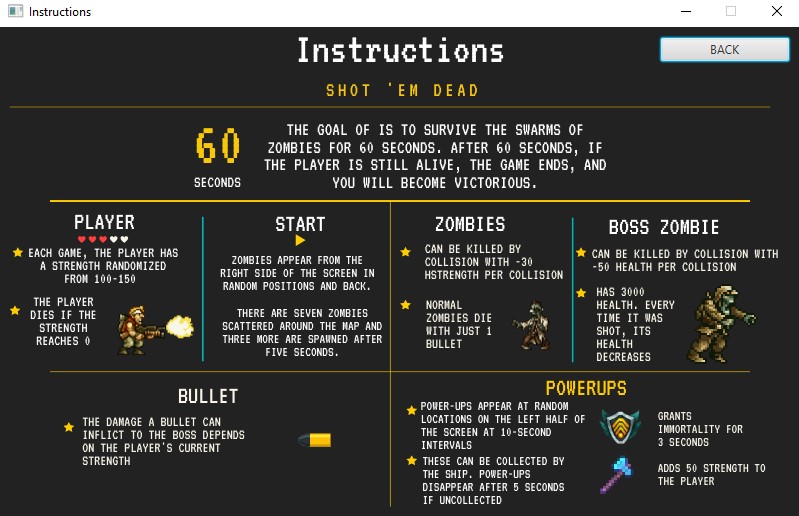 Instructions
Instructions
BACK
SHOT 'EM DEAD
60
SECONDS
THE GOAL OF IS TO SURVIVE THE SWARMS OF
ZOMBIES FOR 60 SECONDS. AFTER 60 SECONDS, IF
THE PLAYER IS STILL ALIVE, THE GAME ENDS, AND
YOU WILL BECOME VICTORIOUS.
PLAYER
EACH GAME, THE PLAYER HAS
A STRENGTH RANDOMIZED
FROM 100-150
THE PLAYER
DIES IF THE
STRENGTH
REACHES 0
START
ZOMBIES APPEAR FROM THE
RIGHT SIDE OF THE SCREEN IN
RANDOM POSITIONS AND BACK.
THERE ARE SEVEN ZOMBIES
SCATTERED AROUND THE MAP AND
THREE MORE ARE SPAWNED AFTER
FIVE SECONDS.
ZOMBIES
CAN BE KILLED BY
COLLISION WITH -30
HSTRENGTH PER COLLISION
NORMAL
ZOMBIES DIE
WITH JUST 1
BULLET
BOSS ZOMBIE
CAN BE KILLED BY COLLISION WITH
-50 HEALTH PER COLLISION
HAS 3000
HEALTH. EVERY
TIME IT WAS
SHOT, ITS
HEALTH
DECREASES
BULLET
THE DAMAGE A BULLET CAN
INFLICT TO THE BOSS DEPENDS
ON THE PLAYER'S CURRENT
STRENGTH
POWERUPS
POWER-UPS APPEAR AT RANDOM
LOCATIONS ON THE LEFT HALF OF
THE SCREEN AT 10-SECOND
INTERVALS
THESE CAN BE COLLECTED BY
THE SHIP. POWER-UPS
DISAPPEAR AFTER 5 SECONDS
IF UNCOLLECTED
GRANTS
IMMORTALITY FOR
3 SECONDS
ADDS 50 STRENGTH TO
THE PLAYER